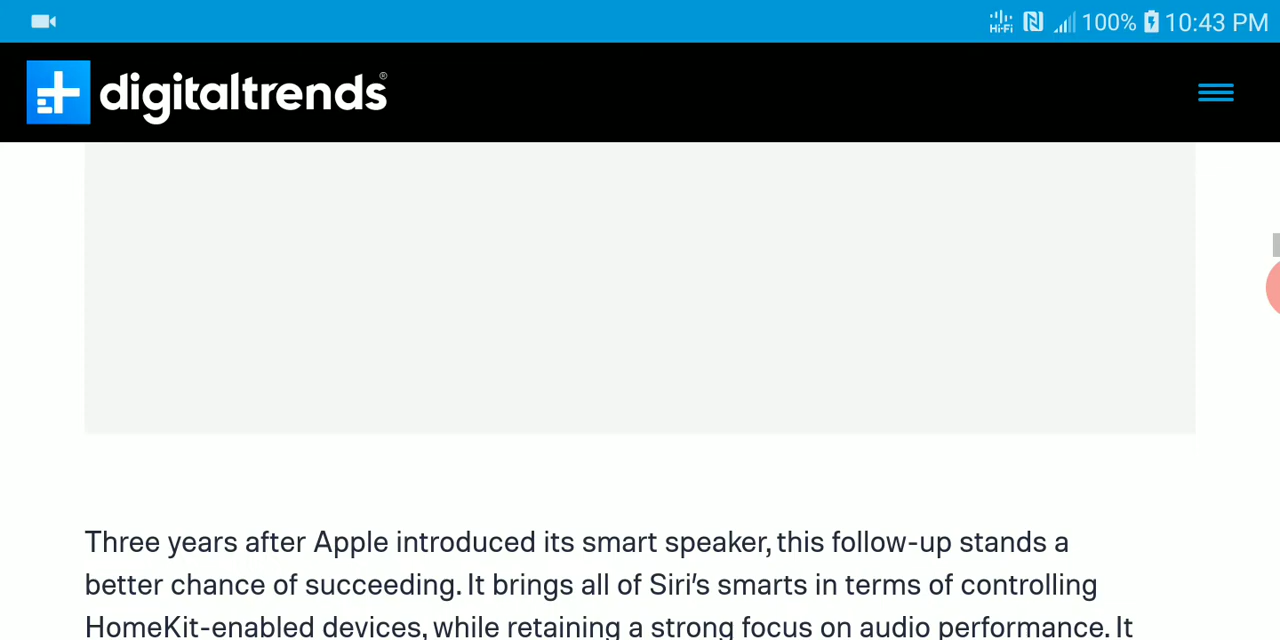 Hi-Fi 100% 10:43 PM
digitaltrends®
Three years after Apple introduced its smart speaker, this follow-up stands a
better chance of succeeding. It brings all of Siri’s smarts in terms of controlling
HomeKit-enabled devices, while retaining a strong focus on audio performance. It